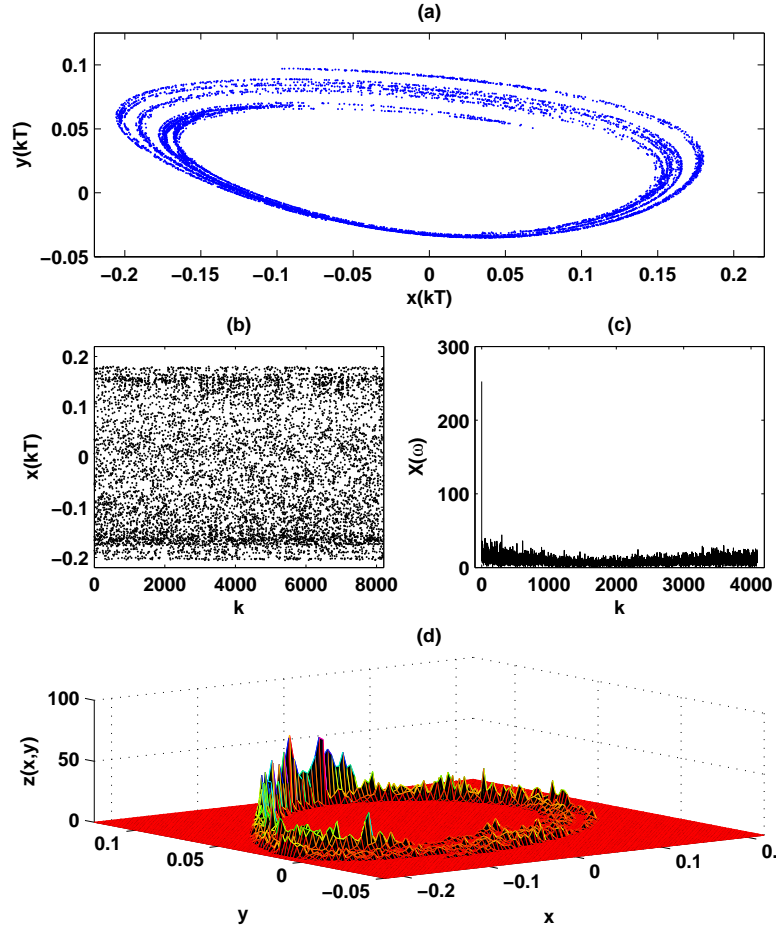 (a)
0.1
0.05
0
−0.05
y(kT)
−0.2 −0.15 −0.1 −0.05 0 0.05 0.1 0.15 0.2
x(kT)
(b)
0.2
0.1
0
−0.1
−0.2
x(kT)
0 2000 4000 6000 8000
k
(c)
300
200
100
0
X(ω)
0 1000 2000 3000 4000
k
(d)
100
50
0
z(x,y)
0.1 0.05 0 −0.05
y
−0.2 −0.1 0 0.1 0.
x